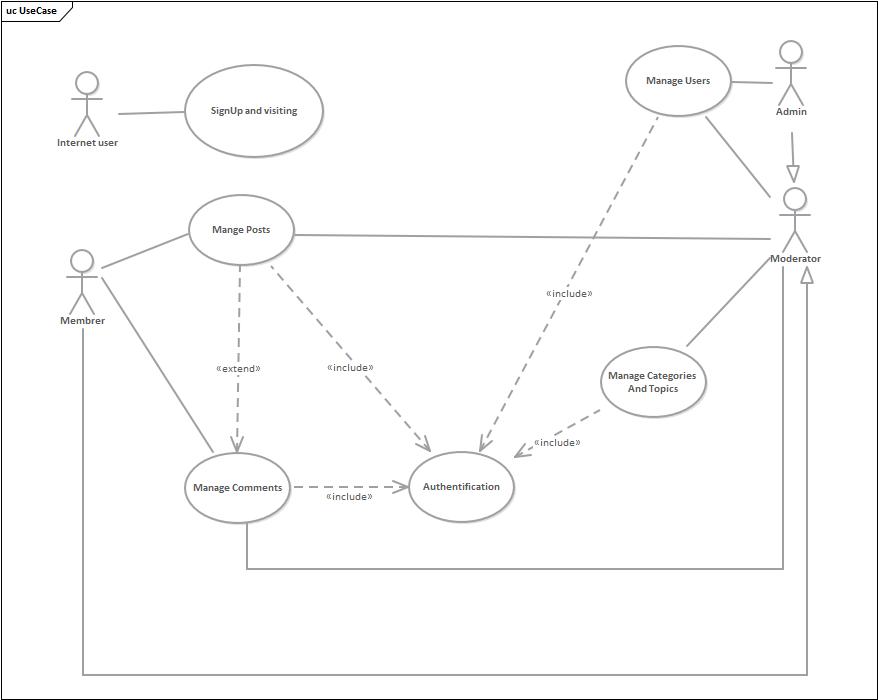 uc UseCase
Manage Users
SignUp and visiting
Admin
Internet user
Mange Posts
Moderator
Membrer
«include»
«extend»
«include»
Manage Categories
And Topics
«include»
Manage Comments
Authentification
«include»